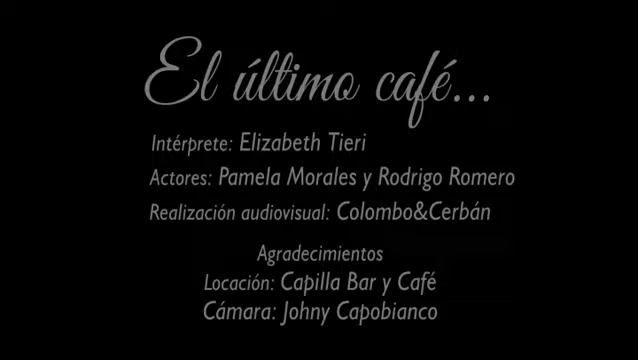 El último café...
Intérprete: Elizabeth Tieri
Actores: Pamela Morales y Rodrigo Romero
Realización audiovisual: Colombo&Cerbán
Agradecimientos
Locación: Capilla Bar y Café
Cámara: Johny Capobianco